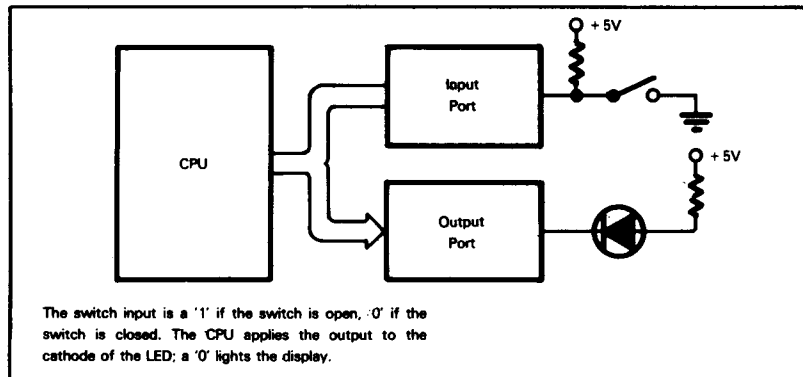 + 5V
Input
Port
CPU
+ 5V
Output
Port
The switch input is a '1' if the switch is open, '0' if the
switch is closed. The CPU applies the output to the
cathode of the LED; a '0' lights the display.